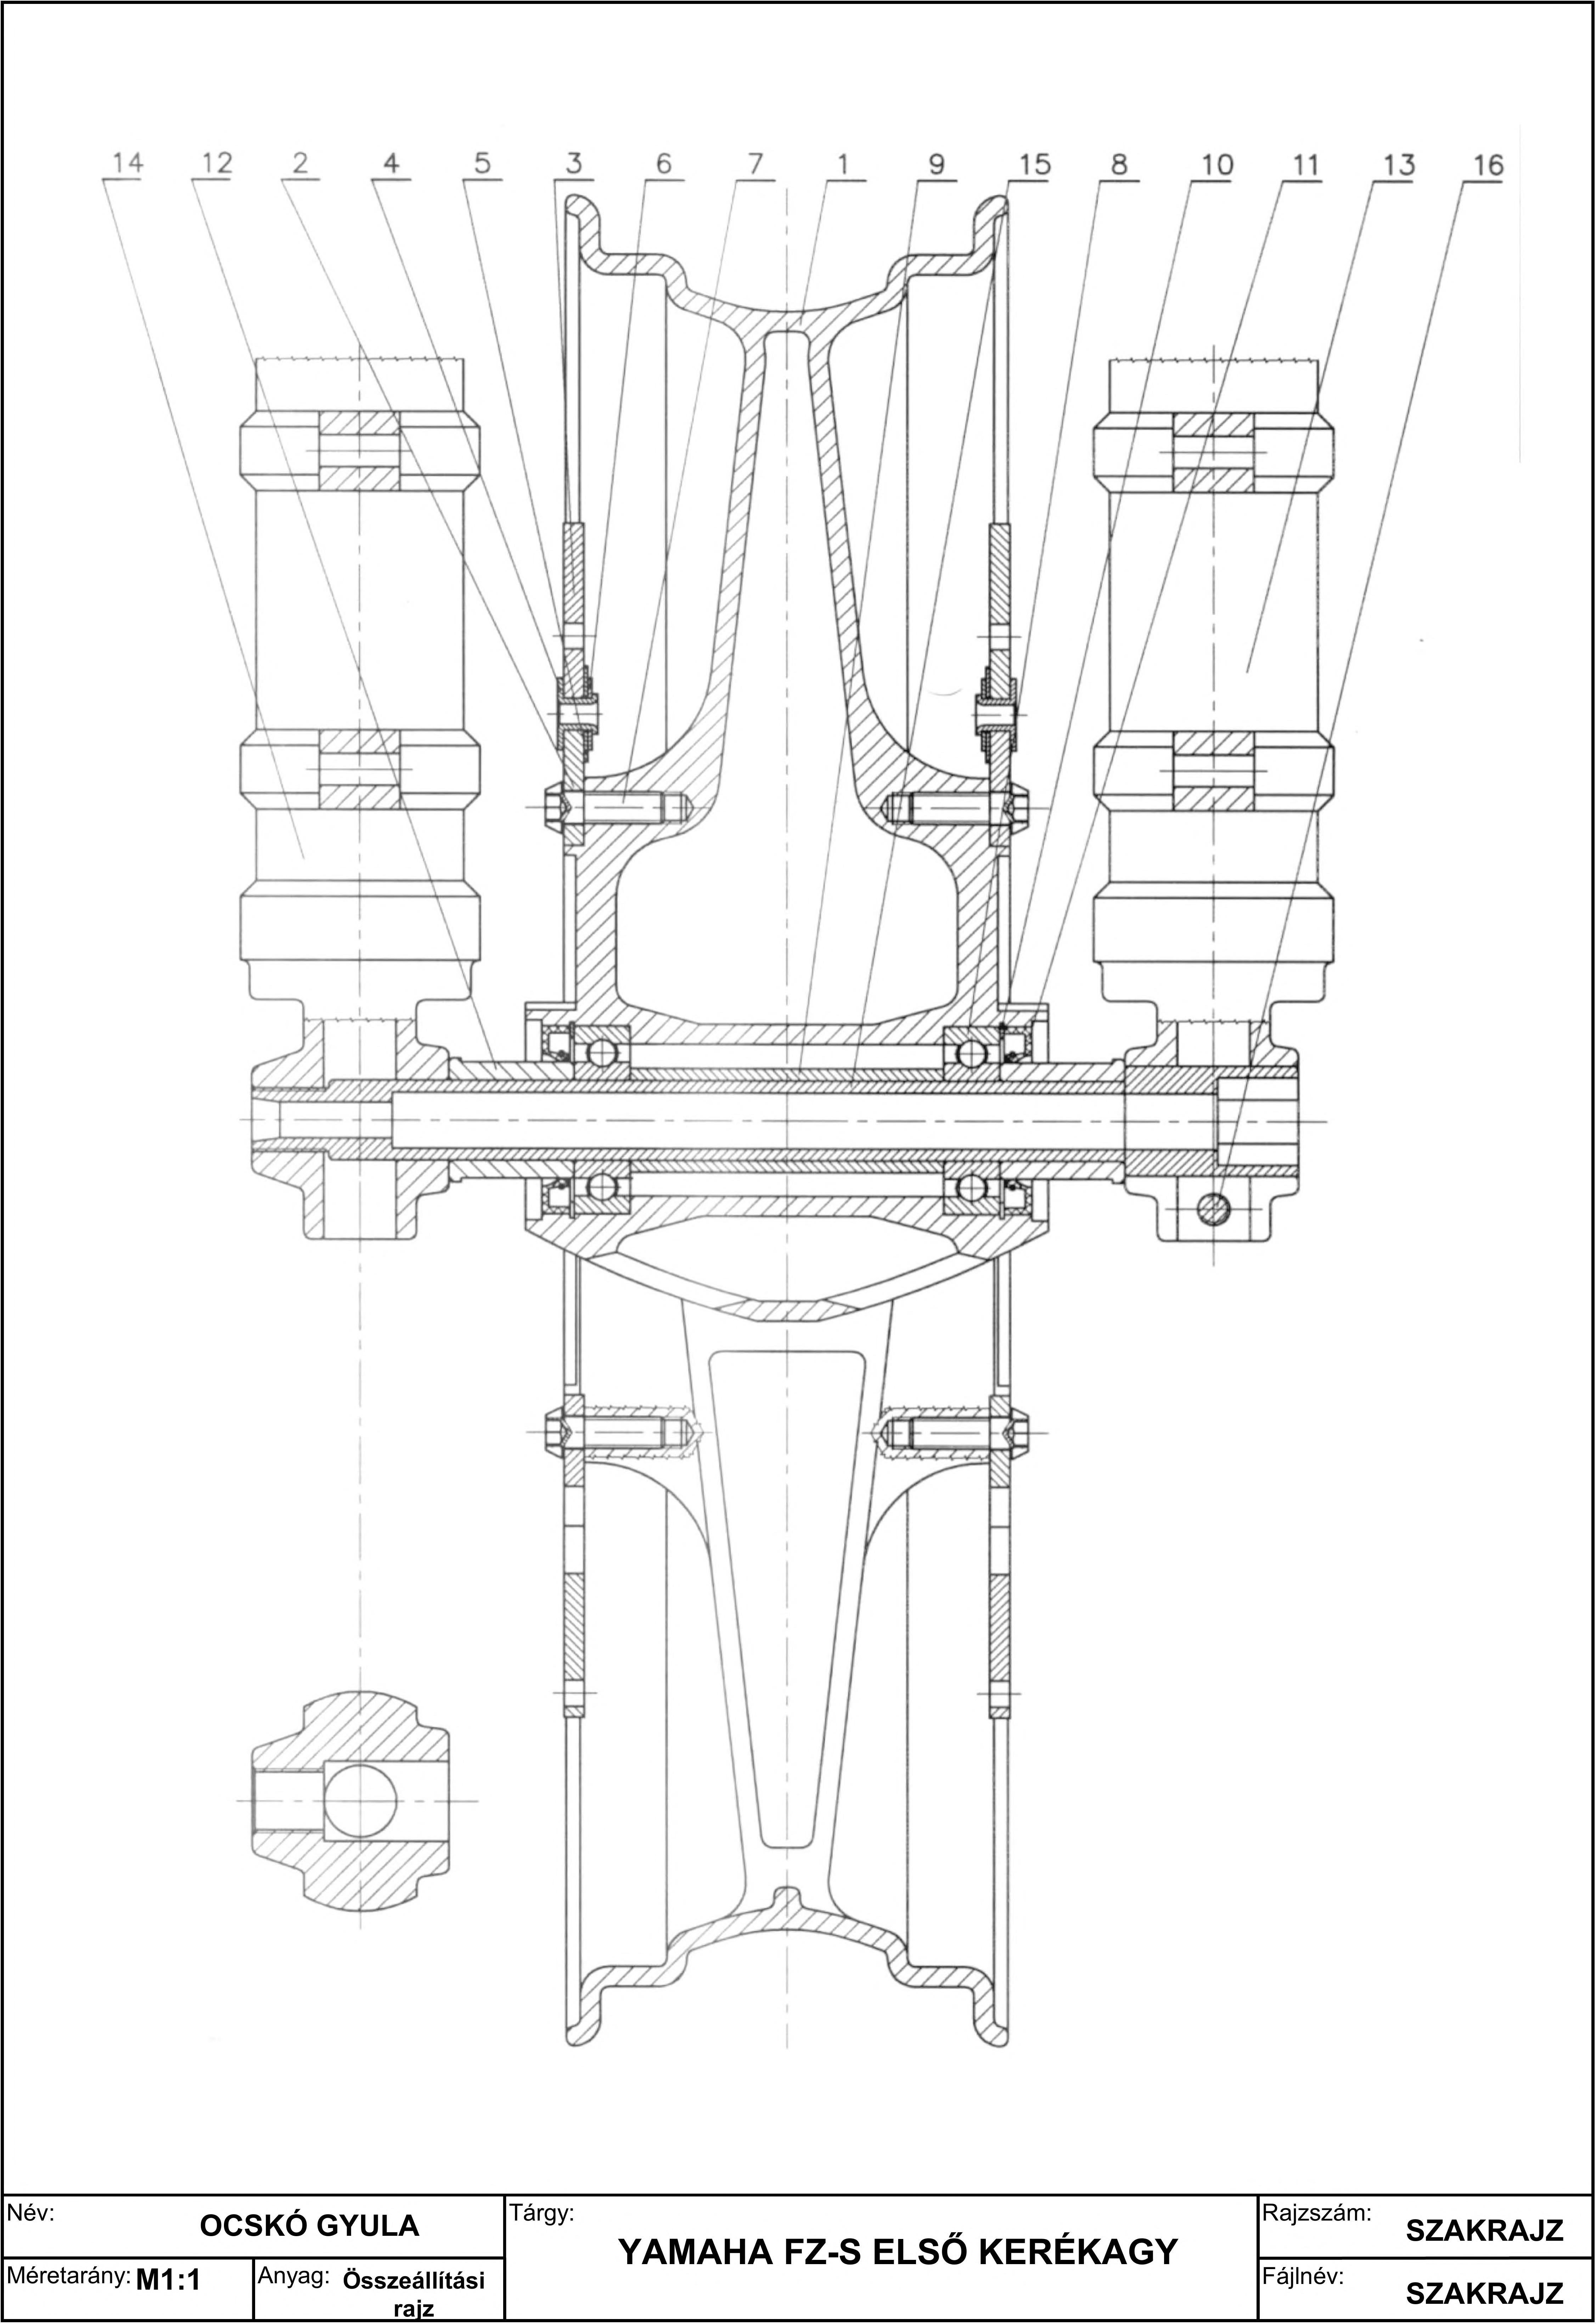 14 12 2 4 5 3 6 7 1 9 15 8 10 11 13 16
Név:
OCSKÓ GYULA
Méretarány: M1:1
Anyag: Összeállítási
rajz
Tárgy:
YAMAHA FZ-S ELSŐ KERÉKAGY
Rajzszám:
SZAKRAJZ
Fájlnév:
SZAKRAJZ